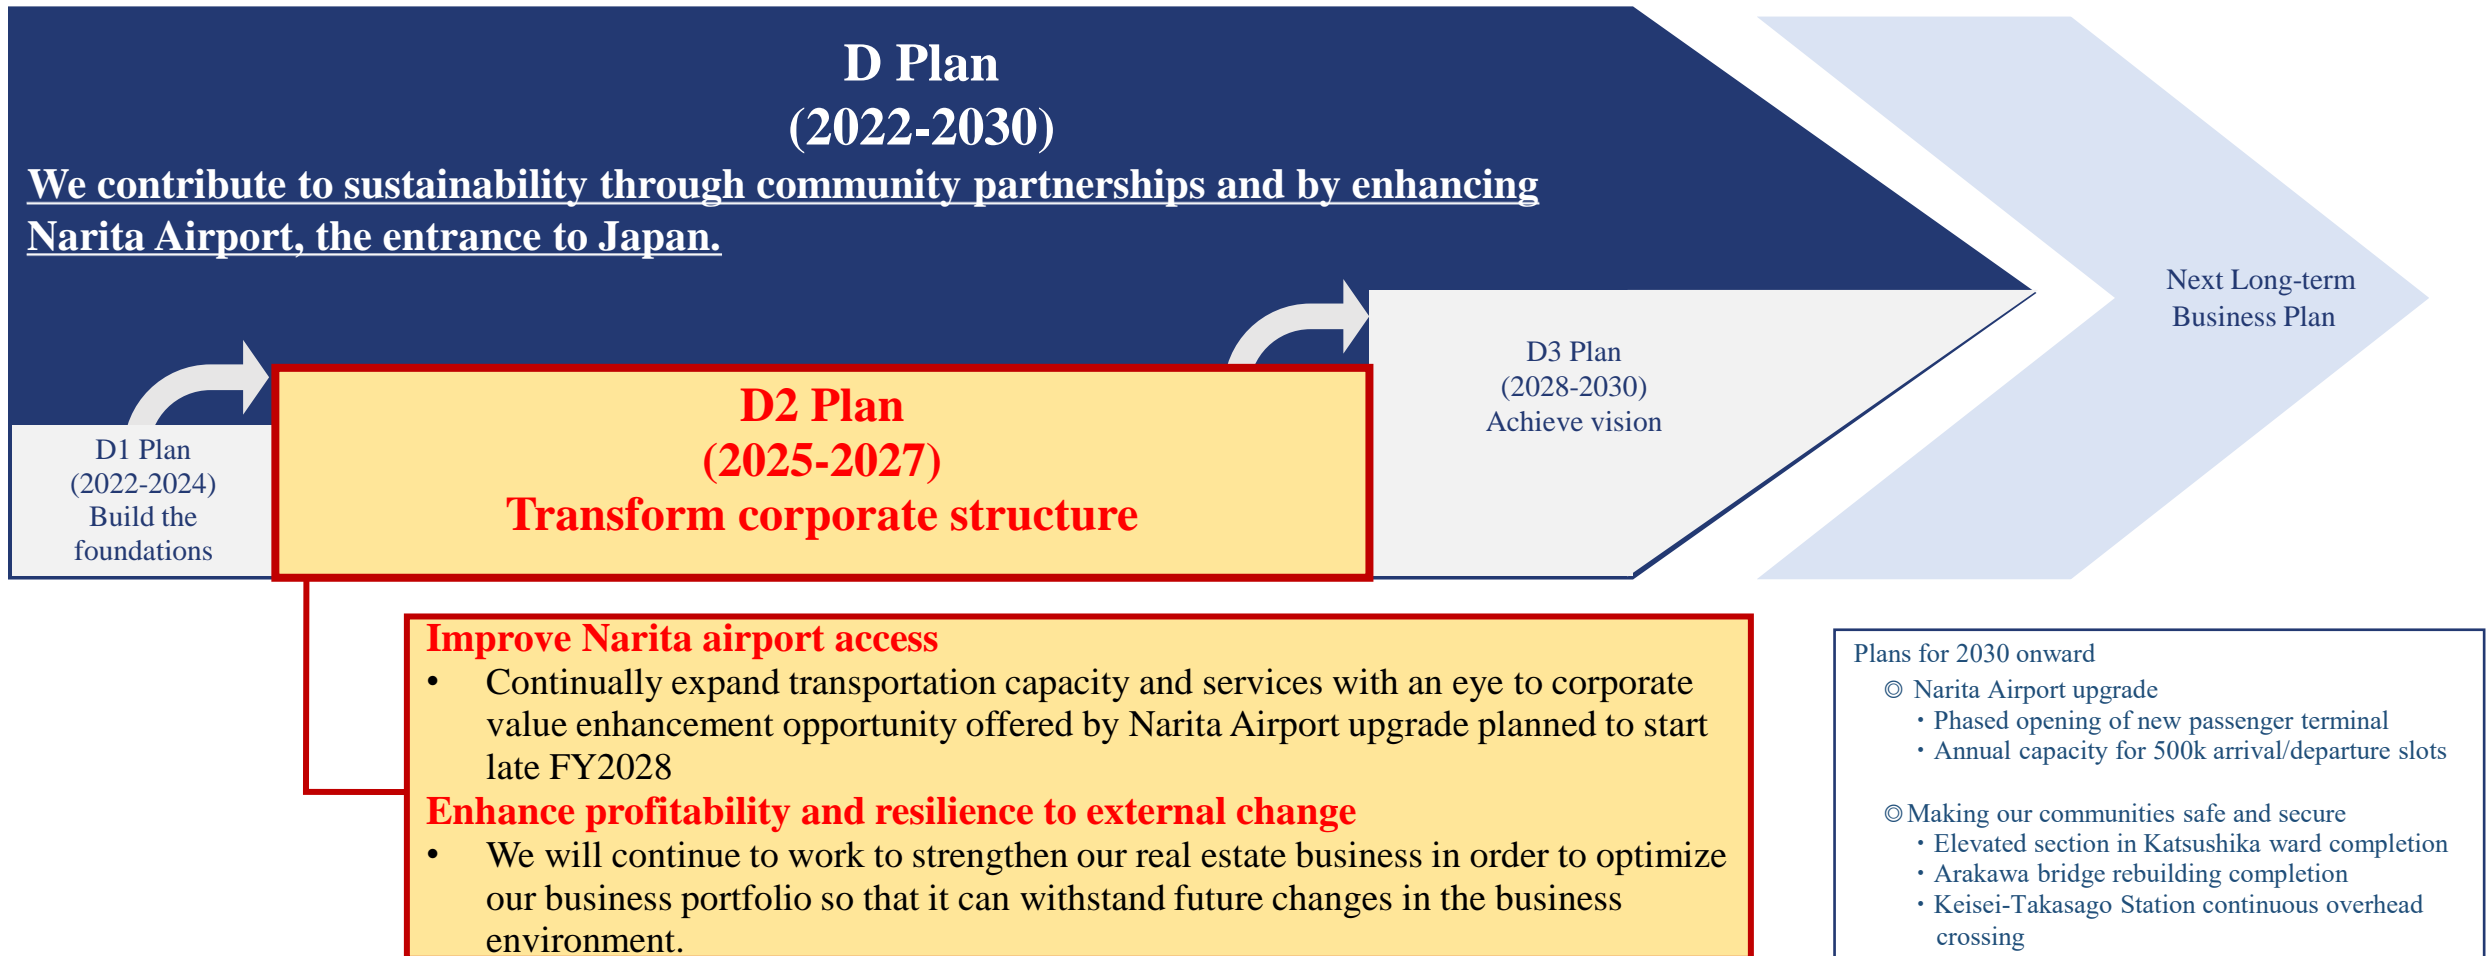 D Plan
(2022-2030)
We contribute to sustainability through community partnerships and by enhancing
Narita Airport, the entrance to Japan.
D1 Plan
(2022-2024)
Build the
foundations
D2 Plan
(2025-2027)
Transform corporate structure
D3 Plan
(2028-2030)
Achieve vision
Next Long-term
Business Plan
Improve Narita airport access
• Continually expand transportation capacity and services with an eye to corporate
value enhancement opportunity offered by Narita Airport upgrade planned to start
late FY2028
Enhance profitability and resilience to external change
• We will continue to work to strengthen our real estate business in order to optimize
our business portfolio so that it can withstand future changes in the business
environment.
Plans for 2030 onward
◎ Narita Airport upgrade
・Phased opening of new passenger terminal
・Annual capacity for 500k arrival/departure slots
◎Making our communities safe and secure
・Elevated section in Katsushika ward completion
・Arakawa bridge rebuilding completion
・Keisei-Takasago Station continuous overhead
crossing